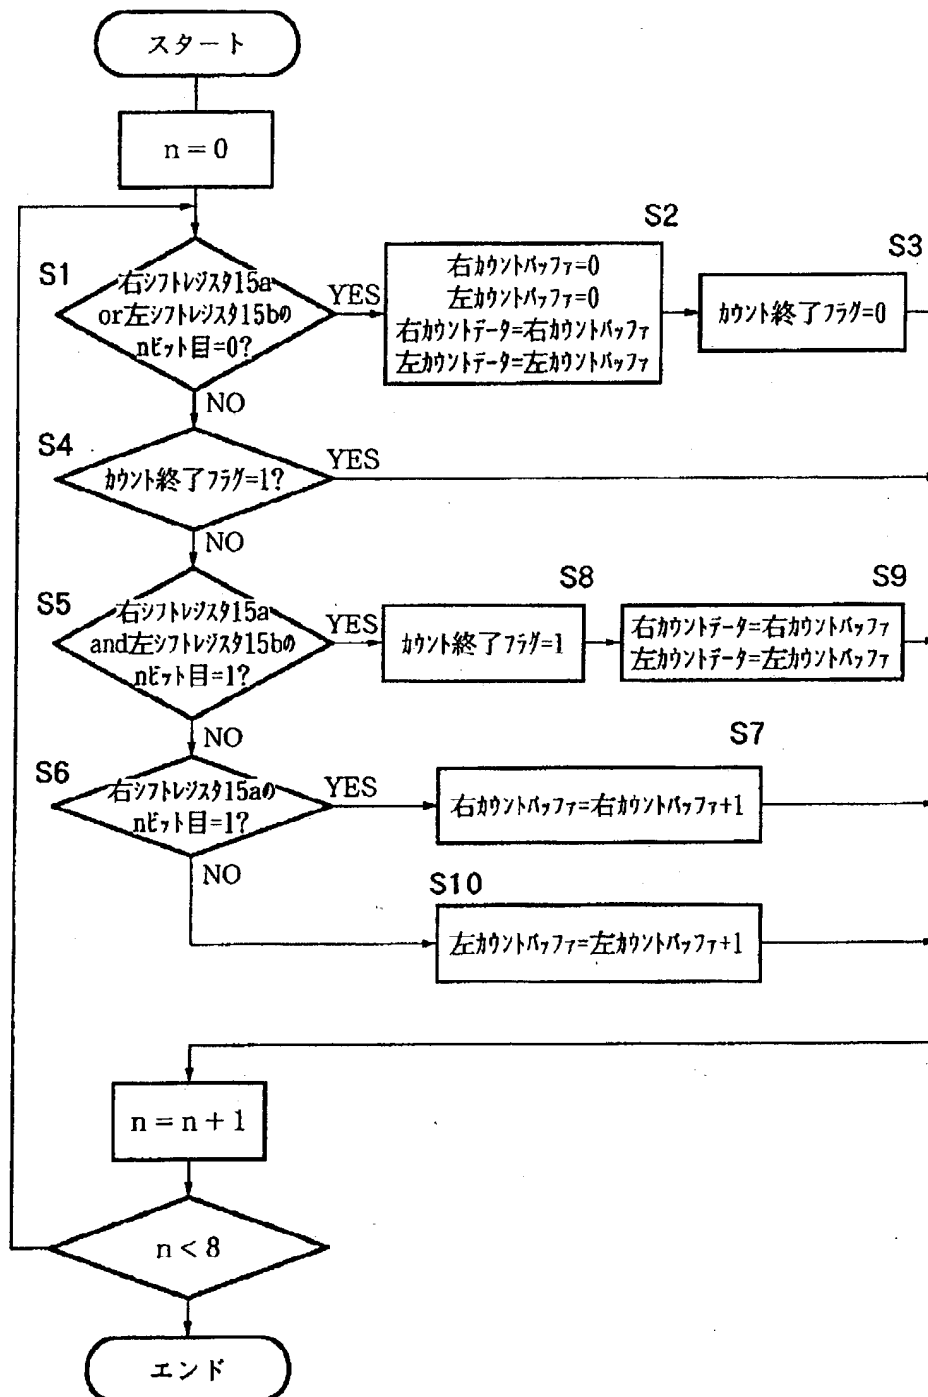 スタート
n = 0
S1
右シフトレジスタ15a
or左シフトレジスタ15bの
nビット目=0?
YES
S2
右カウントバッファ=0
左カウントバッファ=0
右カウントデータ=右カウントバッファ
左カウントデータ=左カウントバッファ
S3
カウント終了フラグ=0
NO
S4
カウント終了フラグ=1?
YES
NO
S5
右シフトレジスタ15a
and左シフトレジスタ15bの
nビット目=1?
YES
S8
カウント終了フラグ=1
S9
右カウントデータ=右カウントバッファ
左カウントデータ=左カウントバッファ
NO
S6
右シフトレジスタ15aの
nビット目=1?
YES
S7
右カウントバッファ=右カウントバッファ+1
NO
S10
左カウントバッファ=左カウントバッファ+1
n = n + 1
n < 8
エンド